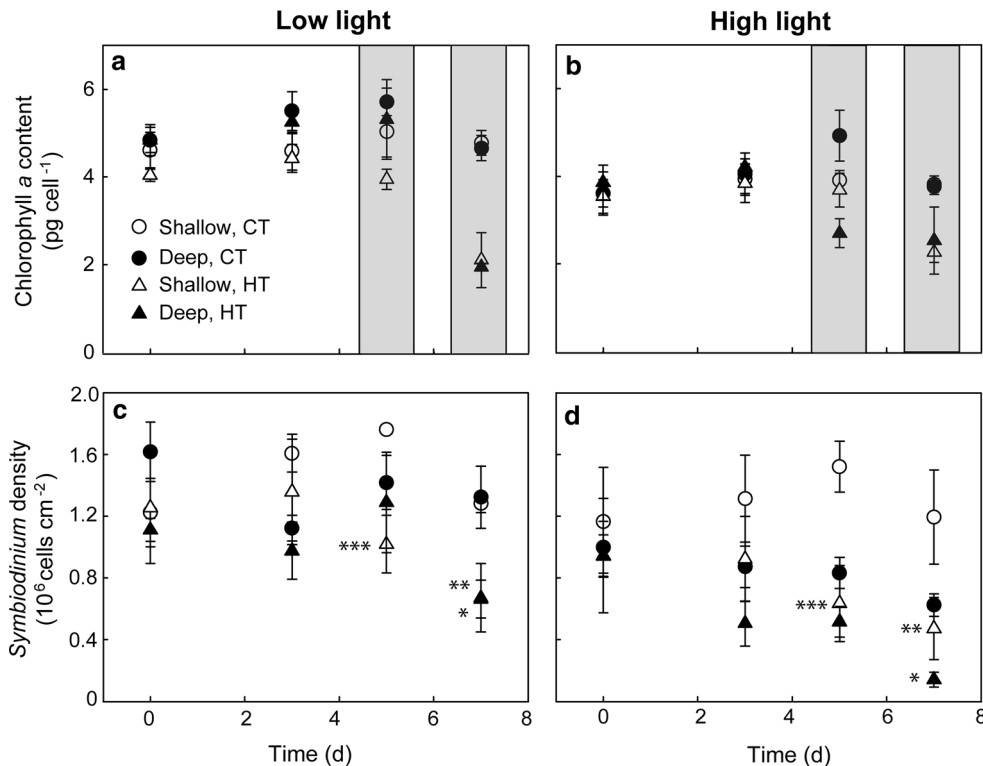 Low light
High light
a
b
6
4
2
0
Chlorophyll a content
(pg cell⁻¹)
Shallow, CT
Deep, CT
Shallow, HT
Deep, HT
c
d
2.0
1.6
1.2
0.8
0.4
0
Symbiodinium density
(10⁶ cells cm⁻²)
***
**
*
***
**
*
0 2 4 6 8
0 2 4 6 8
Time (d)
Time (d)